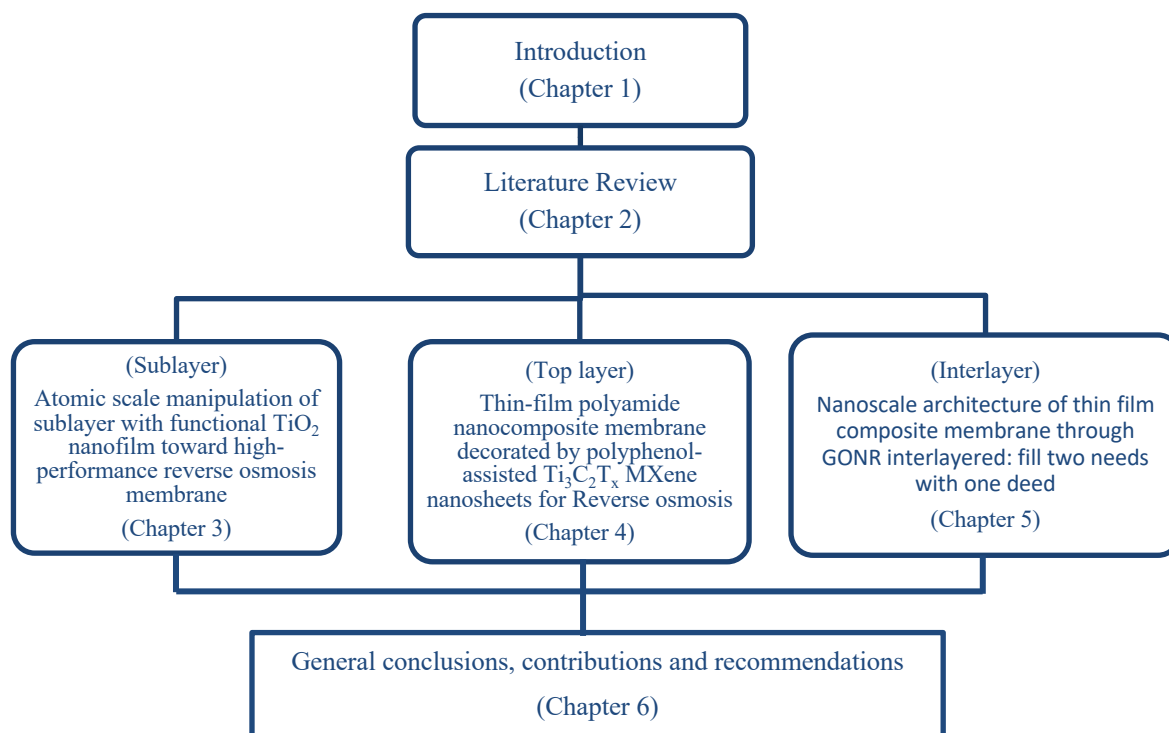 Introduction
(Chapter 1)
Literature Review
(Chapter 2)
(Sublayer)
Atomic scale manipulation of
sublayer with functional TiO₂
nanofilm toward high-
performance reverse osmosis
membrane
(Chapter 3)
(Top layer)
Thin-film polyamide
nanocomposite membrane
decorated by polyphenol-
assisted Ti₃C₂Tₓ MXene
nanosheets for Reverse osmosis
(Chapter 4)
(Interlayer)
Nanoscale architecture of thin film
composite membrane through
GONR interlayered: fill two needs
with one deed
(Chapter 5)
General conclusions, contributions and recommendations
(Chapter 6)